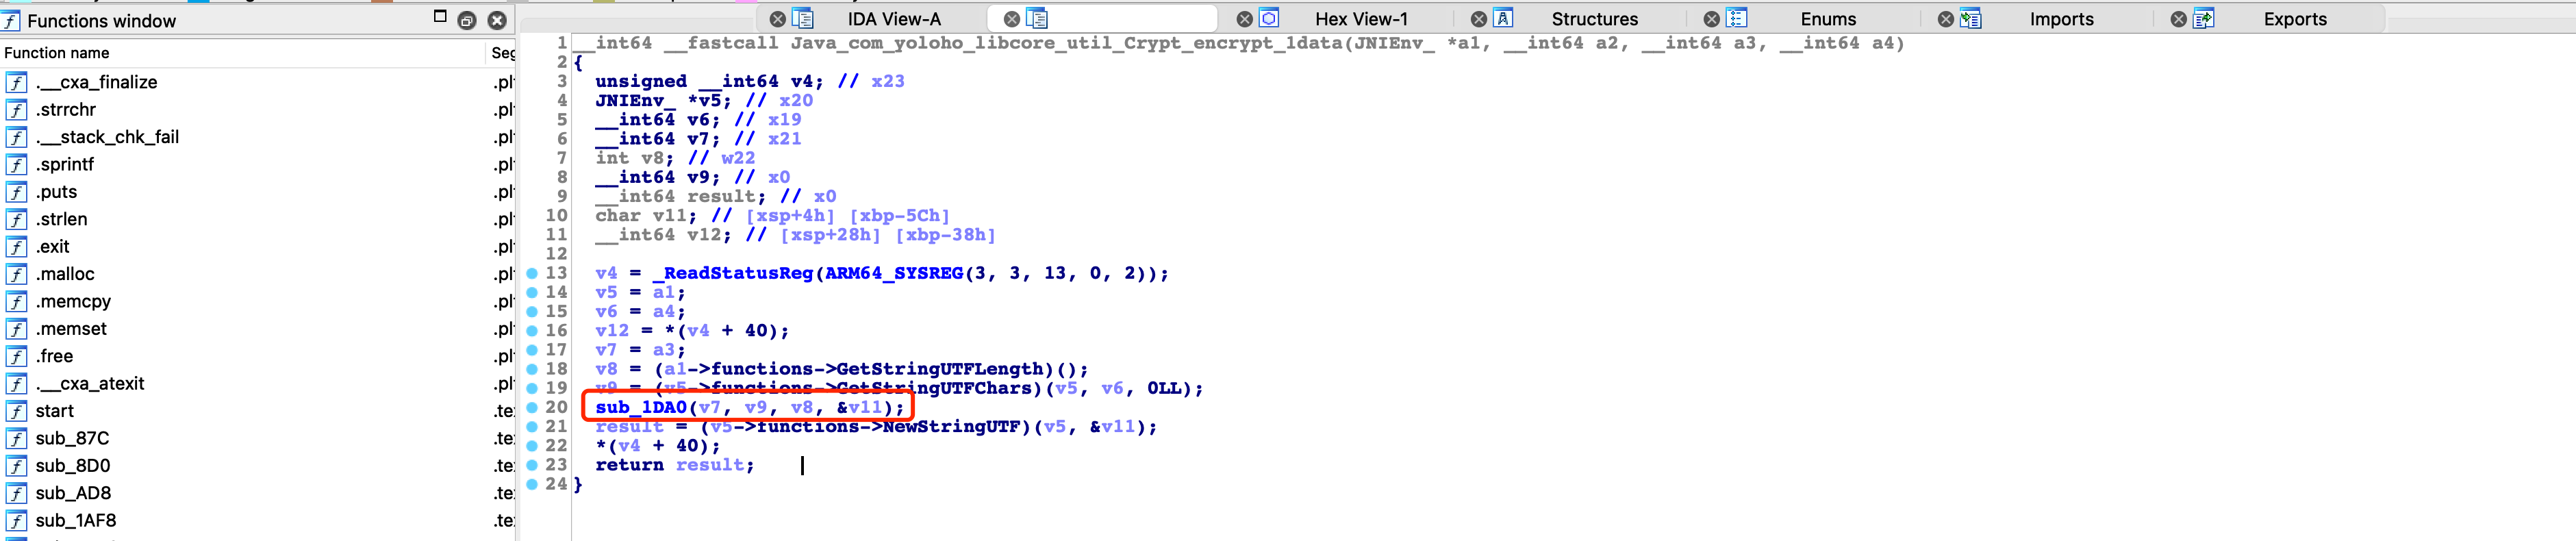 Functions window
IDA View-A
Hex View-1
Structures
Enums
Imports
Exports
Function name
Seg
.__cxa_finalize .pl
.strrchr .pl
.__stack_chk_fail .pl
.sprintf .pl
.puts .pl
.strlen .pl
.exit .pl
.malloc .pl
.memcpy .pl
.memset .pl
.free .pl
.__cxa_atexit .pl
start .te
sub_87C .te
sub_8D0 .te
sub_AD8 .te
sub_1AF8 .te
1 __int64 __fastcall Java_com_yoloho_libcore_util_Crypt_encrypt_1data(JNIEnv_ *a1, __int64 a2, __int64 a3, __int64 a4)
2 {
3 unsigned __int64 v4; // x23
4 JNIEnv_ *v5; // x20
5 __int64 v6; // x19
6 __int64 v7; // x21
7 int v8; // w22
8 __int64 v9; // x0
9 __int64 result; // x0
10 char v11; // [xsp+4h] [xbp-5Ch]
11 __int64 v12; // [xsp+28h] [xbp-38h]
12
13 v4 = _ReadStatusReg(ARM64_SYSREG(3, 3, 13, 0, 2));
14 v5 = a1;
15 v6 = a4;
16 v12 = *(v4 + 40);
17 v7 = a3;
18 v8 = (a1->functions->GetStringUTFLength)();
19 v9 = (v5->functions->GetStringUTFChars)(v5, v6, 0LL);
20 sub_1DA0(v7, v9, v8, &v11);
21 result = (v5->functions->NewStringUTF)(v5, &v11);
22 *(v4 + 40);
23 return result;
24 }